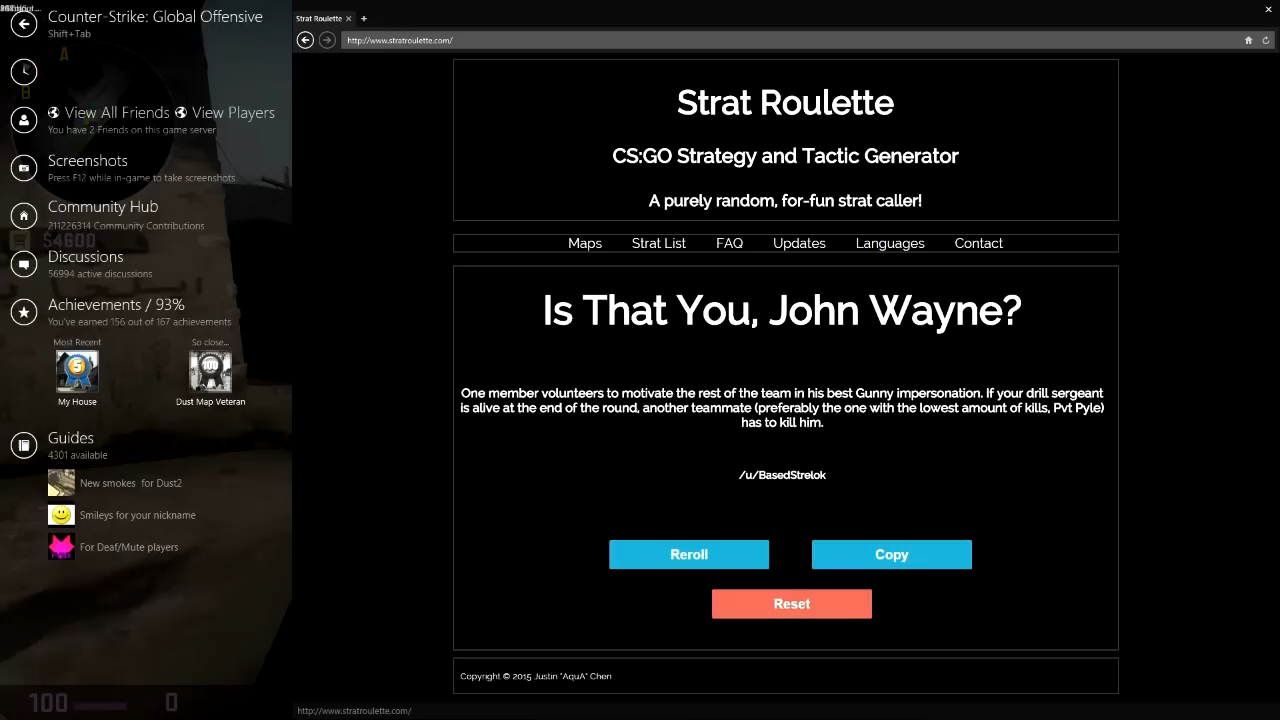 Counter-Strike: Global Offensive
Shift+Tab
A
B
View All Friends View Players
You have 2 Friends on this game server
Screenshots
Press F12 while in-game to take screenshots
Community Hub
211226314 Community Contributions
$4600
Discussions
56994 active discussions
Achievements / 93%
You've earned 156 out of 167 achievements
Most Recent
So close...
5
100
My House
Dust Map Veteran
Guides
4301 available
New smokes for Dust2
Smileys for your nickname
For Deaf/Mute players
100
0
Strat Roulette
http://www.stratroulette.com/
Strat Roulette
CS:GO Strategy and Tactic Generator
A purely random, for-fun strat caller!
Maps Strat List FAQ Updates Languages Contact
Is That You, John Wayne?
One member volunteers to motivate the rest of the team in his best Gunny impersonation. If your drill sergeant
is alive at the end of the round, another teammate (preferably the one with the lowest amount of kills, Pvt Pyle)
has to kill him.
/u/BasedStrelok
Reroll Copy
Reset
Copyright © 2015 Justin "AquA" Chen
http://www.stratroulette.com/